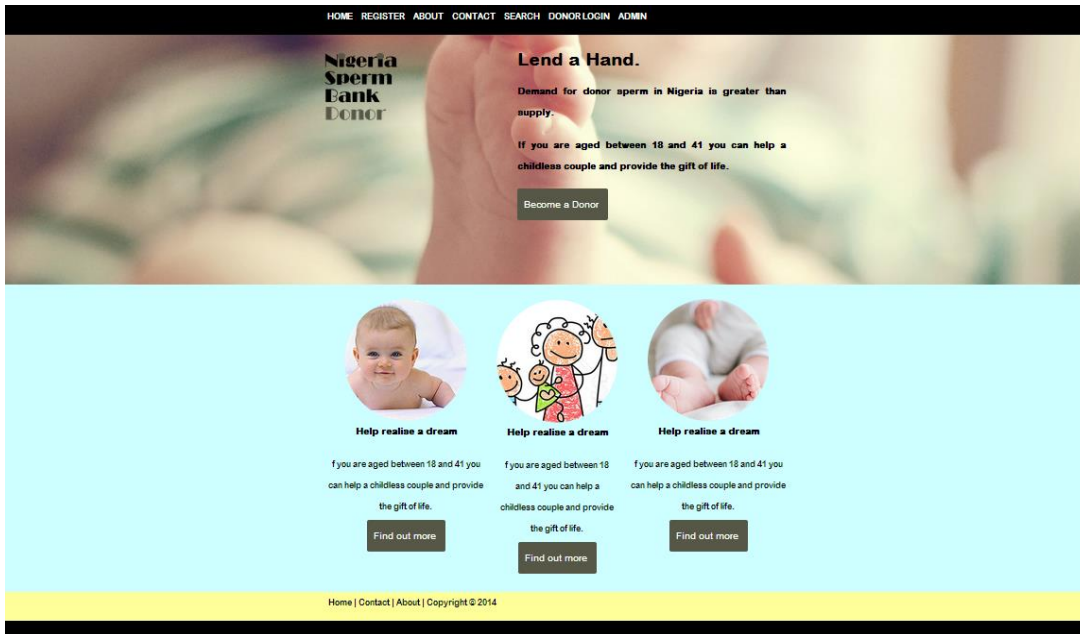 HOME REGISTER ABOUT CONTACT SEARCH DONOR LOGIN ADMIN
Nigeria
Sperm
Bank
Donor
Lend a Hand.
Demand for donor sperm in Nigeria is greater than
supply.
If you are aged between 18 and 41 you can help a
childless couple and provide the gift of life.
Become a Donor
Help realise a dream
f you are aged between 18 and 41 you
can help a childless couple and provide
the gift of life.
Find out more
Help realise a dream
f you are aged between 18
and 41 you can help a
childless couple and provide
the gift of life.
Find out more
Help realise a dream
f you are aged between 18 and 41 you
can help a childless couple and provide
the gift of life.
Find out more
Home | Contact | About | Copyright © 2014